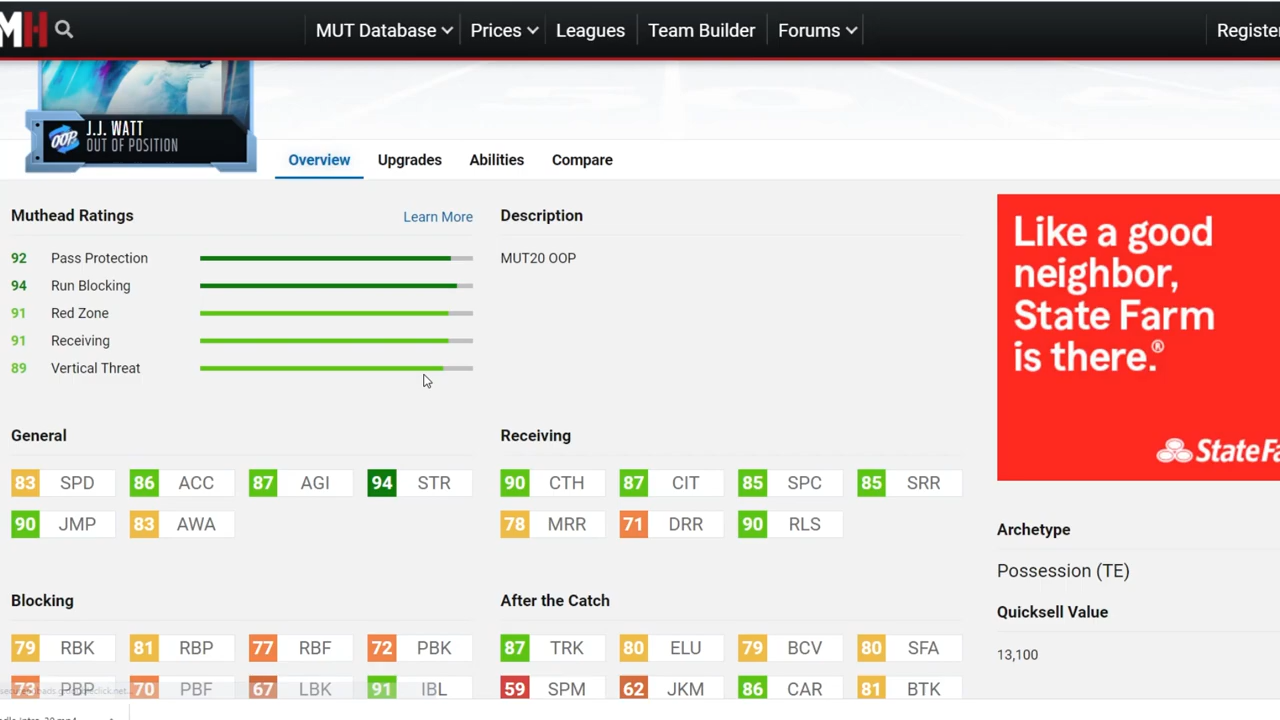 MH
MUT Database
Prices
Leagues
Team Builder
Forums
OOP
J.J. WATT
OUT OF POSITION
Overview
Upgrades
Abilities
Compare
Muthead Ratings
Learn More
92 Pass Protection
94 Run Blocking
91 Red Zone
91 Receiving
89 Vertical Threat
Description
MUT20 OOP
Like a good
neighbor,
State Farm
is there.®
General
83 SPD 86 ACC 87 AGI 94 STR
90 JMP 83 AWA
Receiving
90 CTH 87 CIT 85 SPC 85 SRR
78 MRR 71 DRR 90 RLS
Archetype
Possession (TE)
Quicksell Value
13,100
Blocking
79 RBK 81 RBP 77 RBF 72 PBK
73 PBP 70 PBF 67 LBK 91 IBL
After the Catch
87 TRK 80 ELU 79 BCV 80 SFA
59 SPM 62 JKM 86 CAR 81 BTK